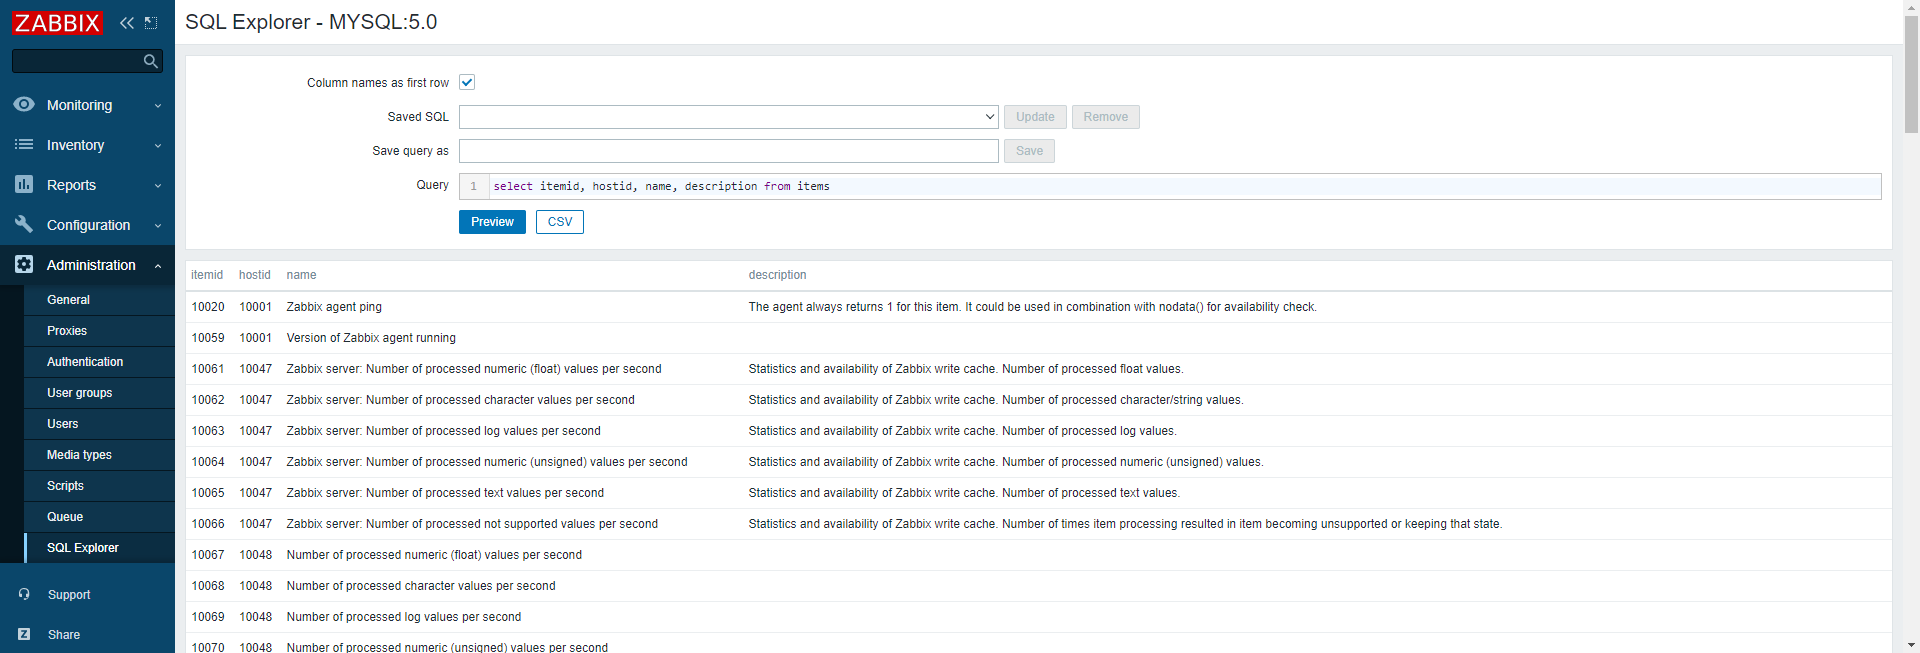 ZABBIX
Monitoring
Inventory
Reports
Configuration
Administration
General
Proxies
Authentication
User groups
Users
Media types
Scripts
Queue
SQL Explorer
Support
Z Share
SQL Explorer - MYSQL:5.0
Column names as first row
Saved SQL Update Remove
Save query as Save
Query 1 select itemid, hostid, name, description from items
Preview CSV
itemid hostid name description
10020 10001 Zabbix agent ping The agent always returns 1 for this item. It could be used in combination with nodata() for availability check.
10059 10001 Version of Zabbix agent running
10061 10047 Zabbix server: Number of processed numeric (float) values per second Statistics and availability of Zabbix write cache. Number of processed float values.
10062 10047 Zabbix server: Number of processed character values per second Statistics and availability of Zabbix write cache. Number of processed character/string values.
10063 10047 Zabbix server: Number of processed log values per second Statistics and availability of Zabbix write cache. Number of processed log values.
10064 10047 Zabbix server: Number of processed numeric (unsigned) values per second Statistics and availability of Zabbix write cache. Number of processed numeric (unsigned) values.
10065 10047 Zabbix server: Number of processed text values per second Statistics and availability of Zabbix write cache. Number of processed text values.
10066 10047 Zabbix server: Number of processed not supported values per second Statistics and availability of Zabbix write cache. Number of times item processing resulted in item becoming unsupported or keeping that state.
10067 10048 Number of processed numeric (float) values per second
10068 10048 Number of processed character values per second
10069 10048 Number of processed log values per second
10070 10048 Number of processed numeric (unsigned) values per second